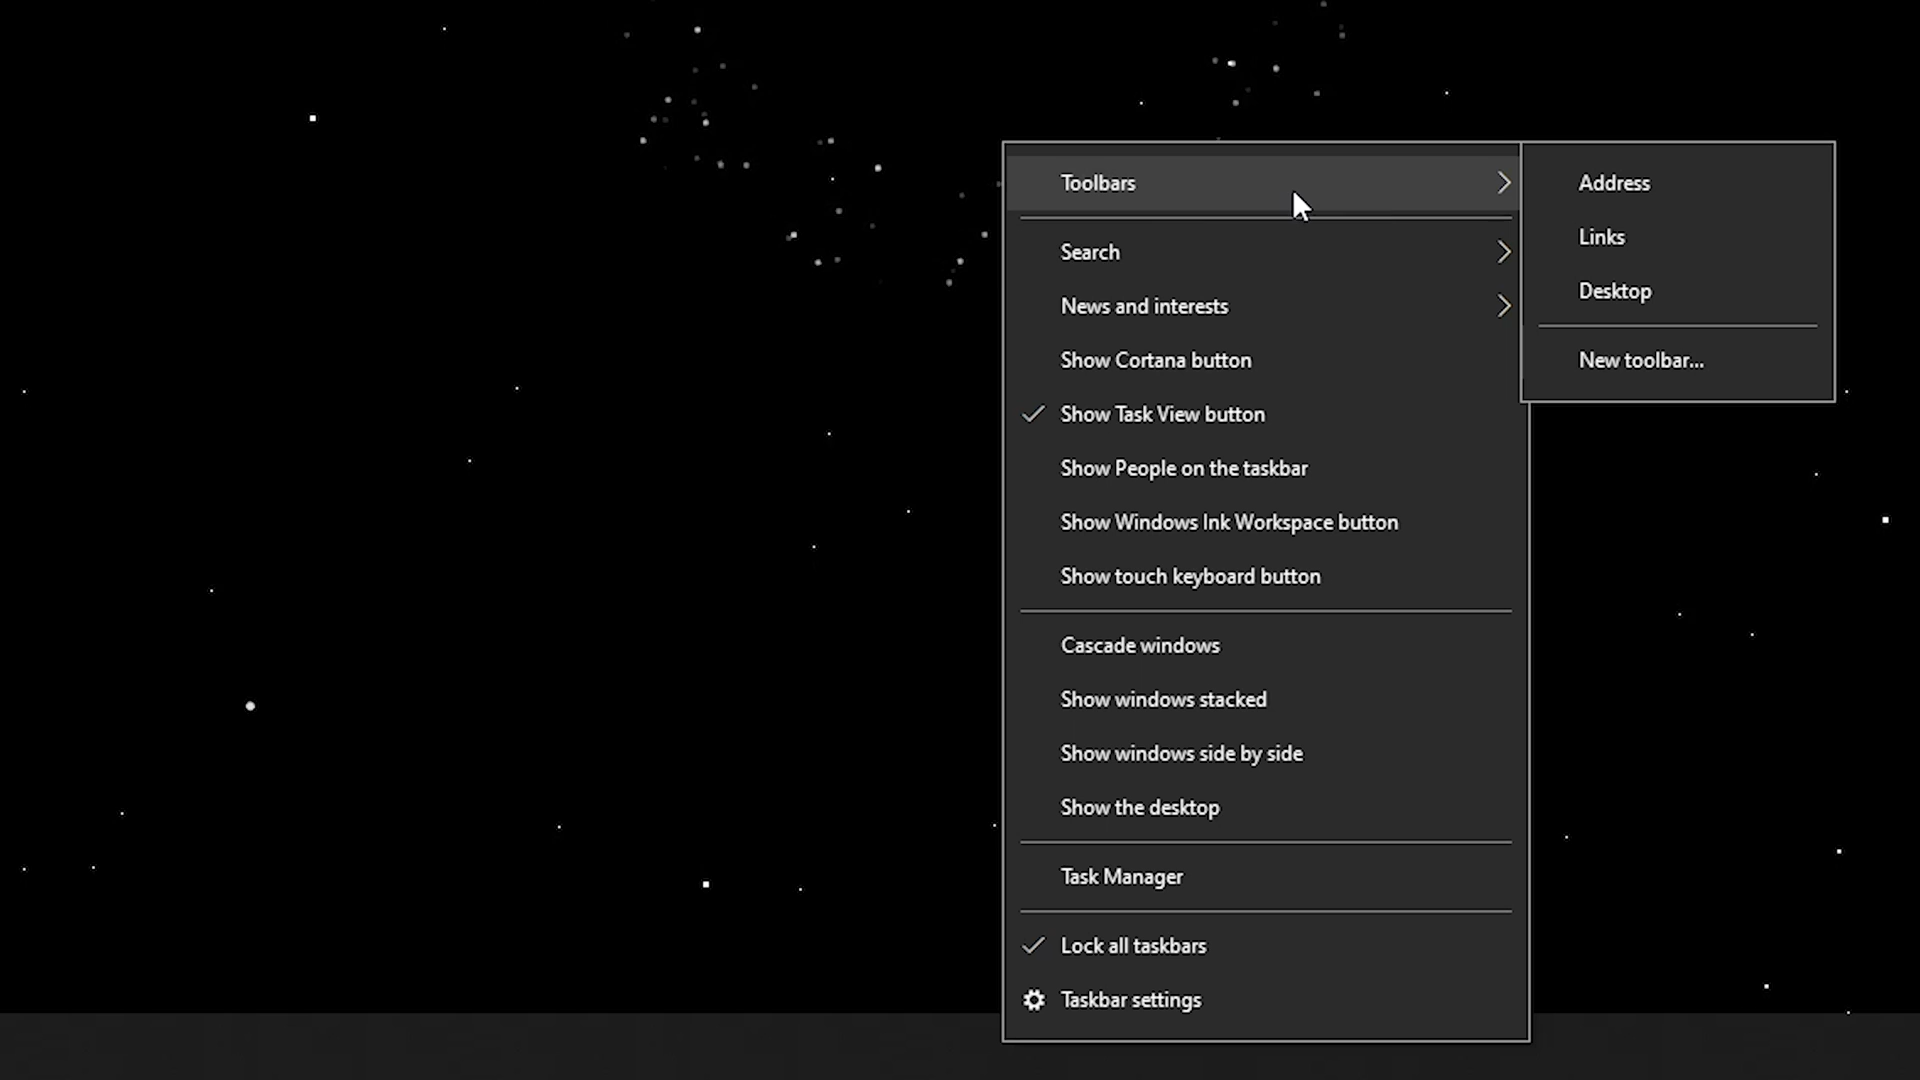 Toolbars
Address
Links
Desktop
New toolbar...
Search
News and interests
Show Cortana button
Show Task View button
Show People on the taskbar
Show Windows Ink Workspace button
Show touch keyboard button
Cascade windows
Show windows stacked
Show windows side by side
Show the desktop
Task Manager
Lock all taskbars
Taskbar settings